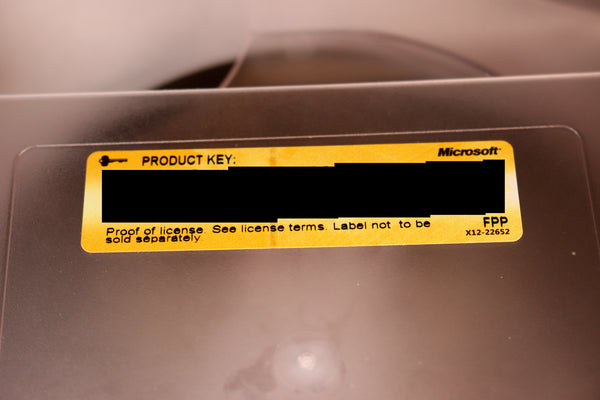 PRODUCT KEY:
Microsoft
Proof of license. See license terms. Label not to be
sold separately
FPP
X12-22652